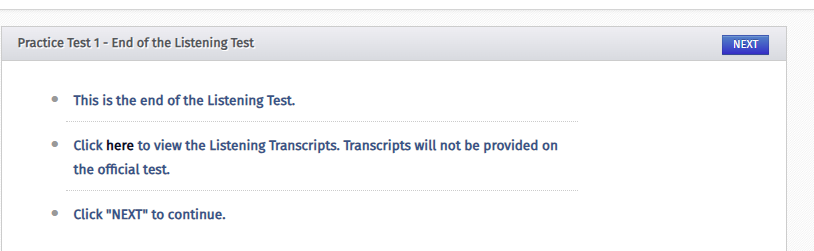 Practice Test 1 - End of the Listening Test
NEXT
This is the end of the Listening Test.
Click here to view the Listening Transcripts. Transcripts will not be provided on
the official test.
Click "NEXT" to continue.